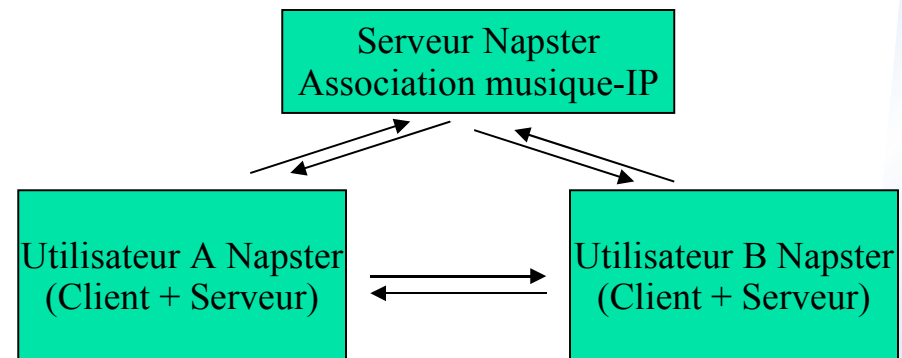 Serveur Napster
Association musique-IP
Utilisateur A Napster
(Client + Serveur)
Utilisateur B Napster
(Client + Serveur)